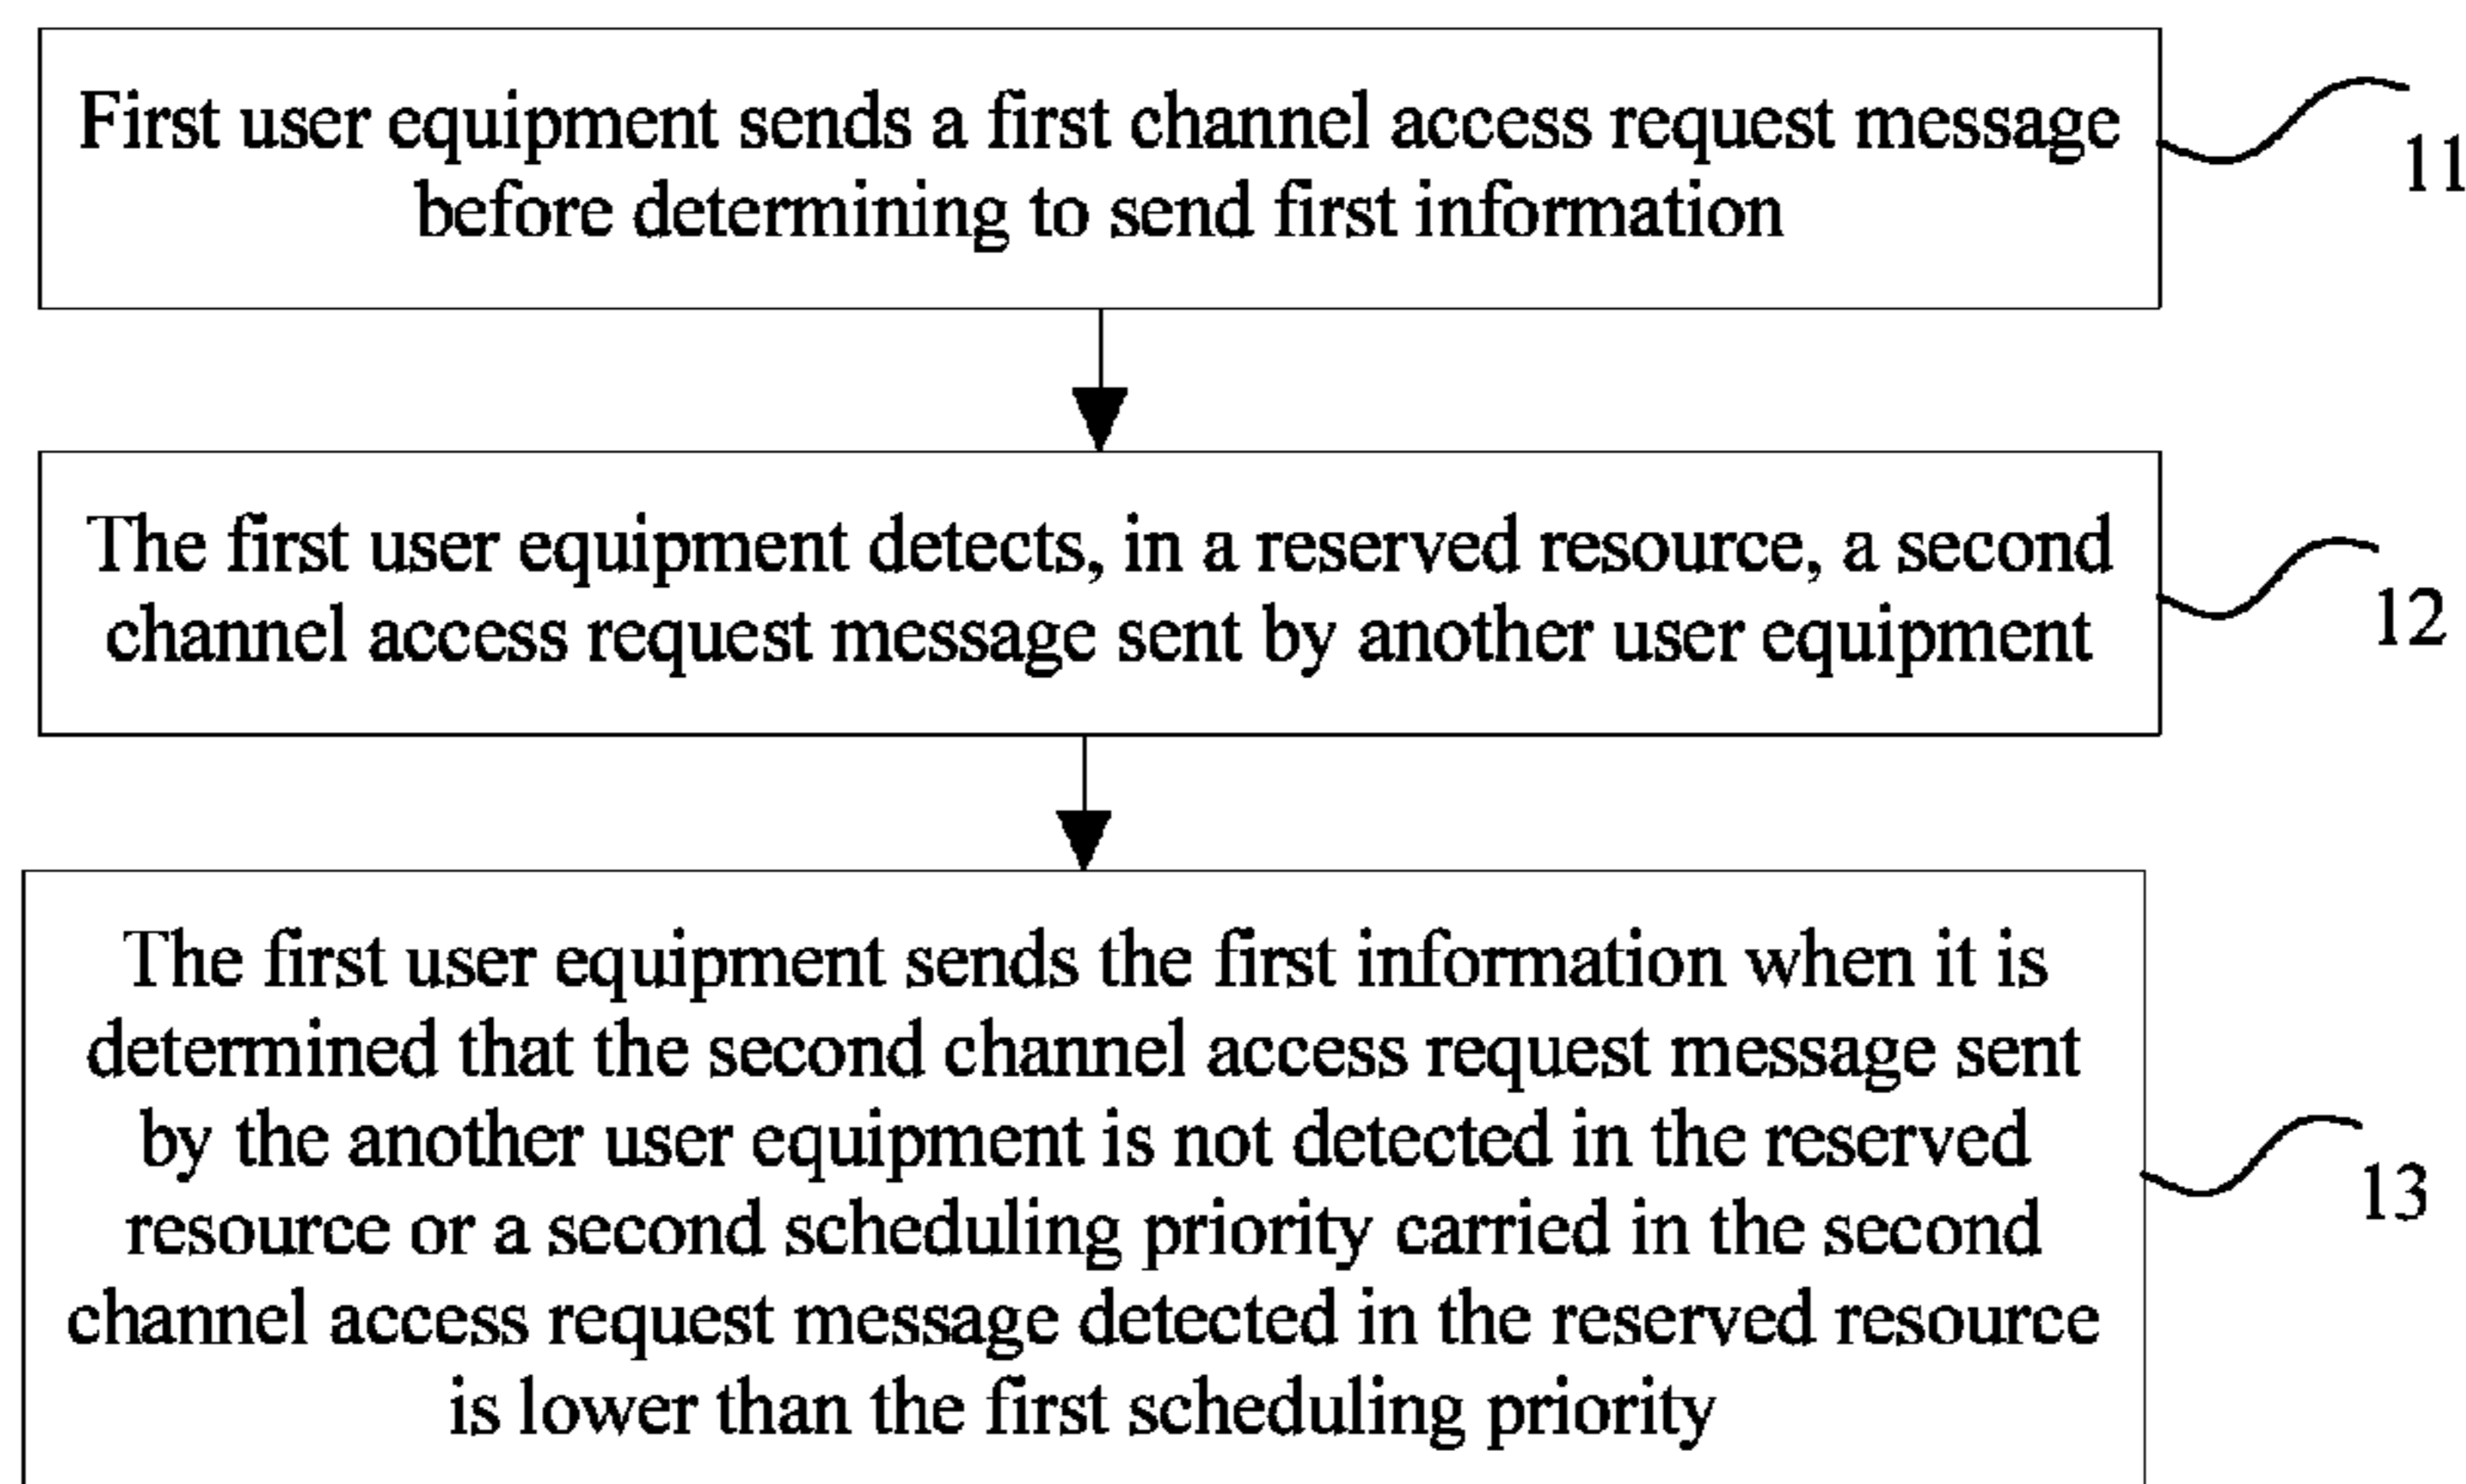 First user equipment sends a first channel access request message
before determining to send first information
11
The first user equipment detects, in a reserved resource, a second
channel access request message sent by another user equipment
12
The first user equipment sends the first information when it is
determined that the second channel access request message sent
by the another user equipment is not detected in the reserved
resource or a second scheduling priority carried in the second
channel access request message detected in the reserved resource
is lower than the first scheduling priority
13